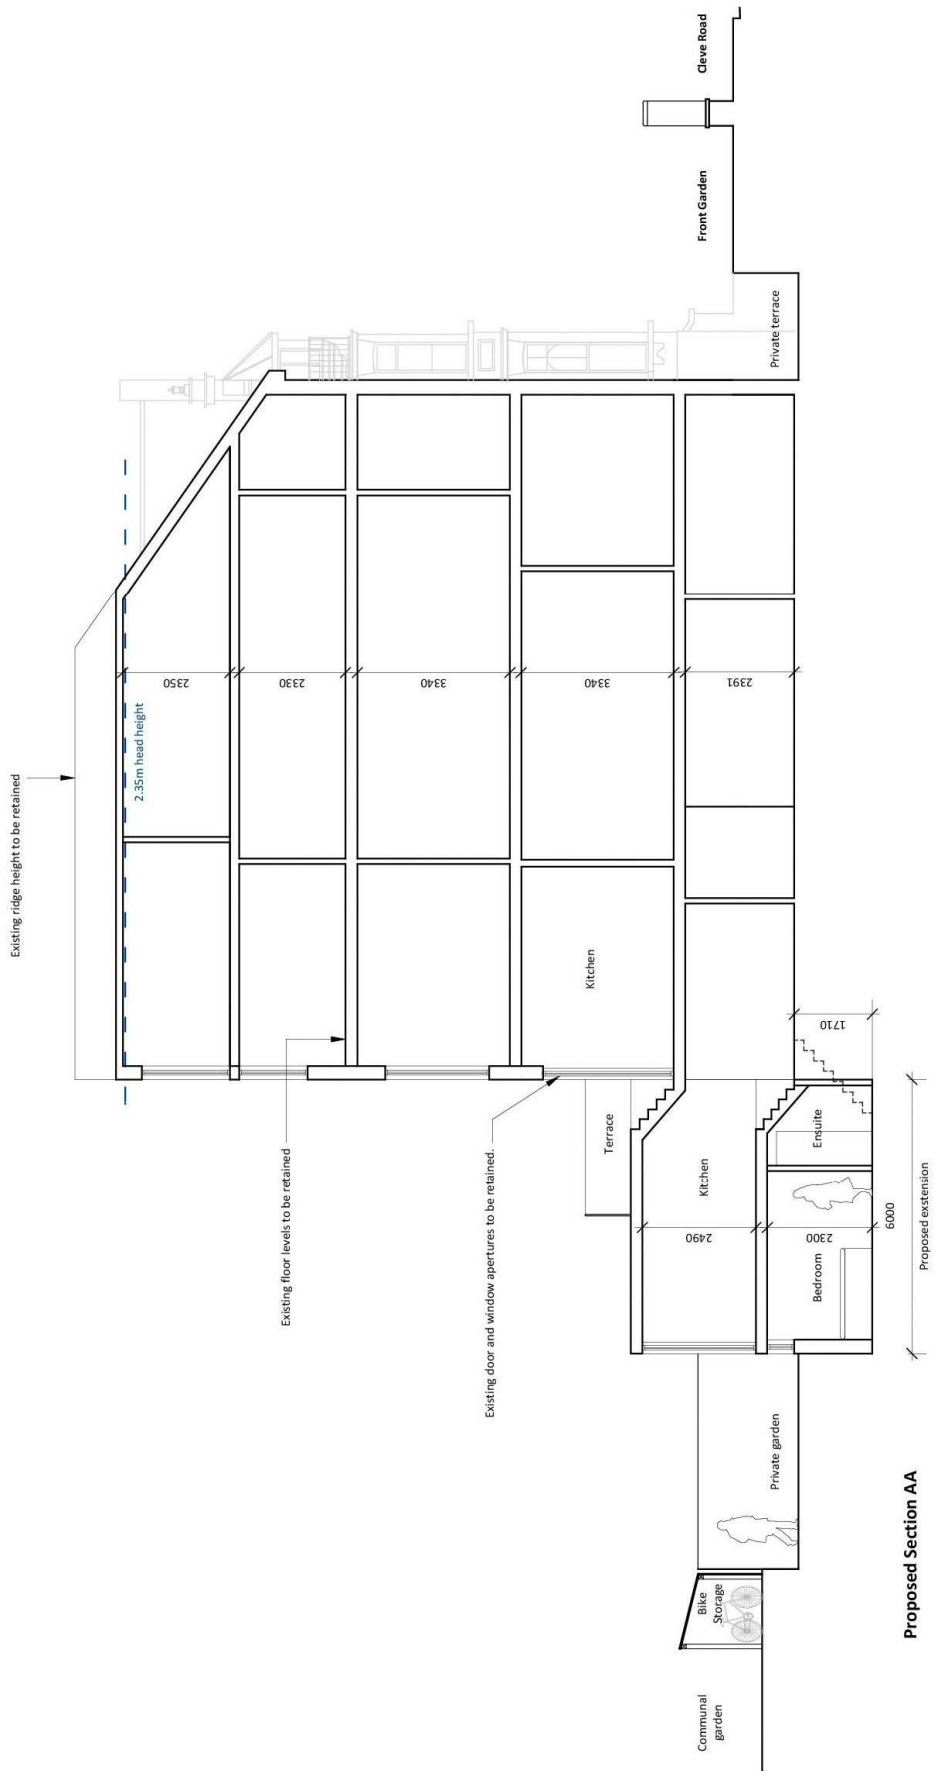 Existing ridge height to be retained
2.35m head height
2350
2330
3340
3340
2391
Existing floor levels to be retained
Existing door and window apertures to be retained.
Kitchen
Terrace
Kitchen
2490
2300
Bedroom
Ensuite
1710
6000
Proposed exstension
Private garden
Bike
Storage
Communal
garden
Private terrace
Front Garden
Cleve Road
Proposed Section AA